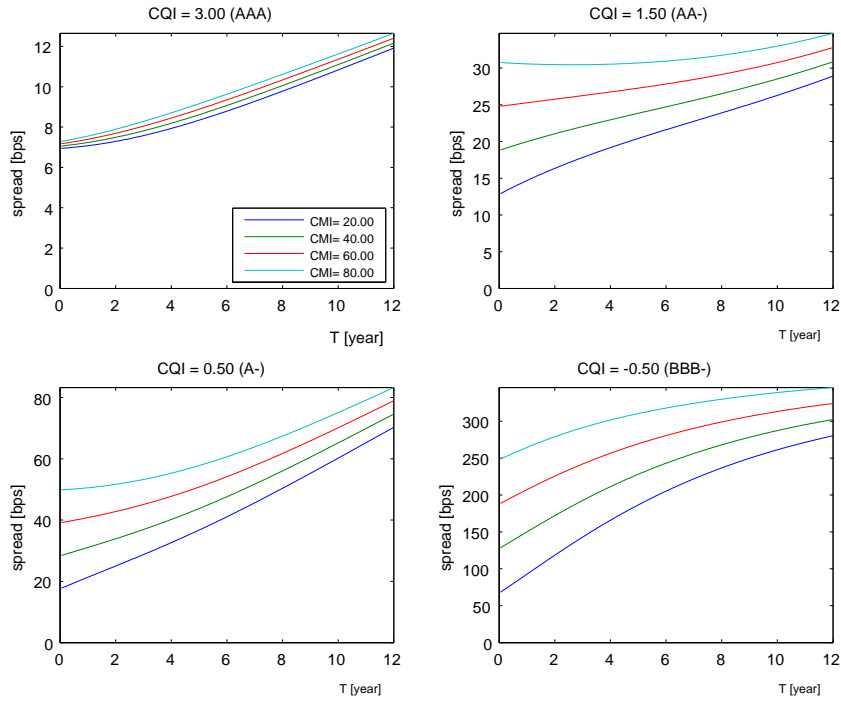 CQI = 3.00 (AAA)
12
10
8
6
4
2
0
spread [bps]
CMI= 20.00
CMI= 40.00
CMI= 60.00
CMI= 80.00
0 2 4 6 8 10 12
T [year]
CQI = 1.50 (AA-)
30
25
20
15
10
5
0
spread [bps]
0 2 4 6 8 10 12
T [year]
CQI = 0.50 (A-)
80
60
40
20
0
spread [bps]
0 2 4 6 8 10 12
T [year]
CQI = -0.50 (BBB-)
300
250
200
150
100
50
0
spread [bps]
0 2 4 6 8 10 12
T [year]